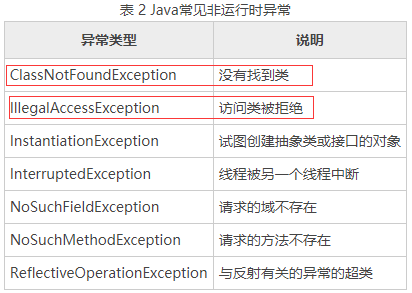 表 2 Java常见非运行时异常
异常类型 说明
ClassNotFoundException 没有找到类
IllegalAccessException 访问类被拒绝
InstantiationException 试图创建抽象类或接口的对象
InterruptedException 线程被另一个线程中断
NoSuchFieldException 请求的域不存在
NoSuchMethodException 请求的方法不存在
ReflectiveOperationException 与反射有关的异常的超类